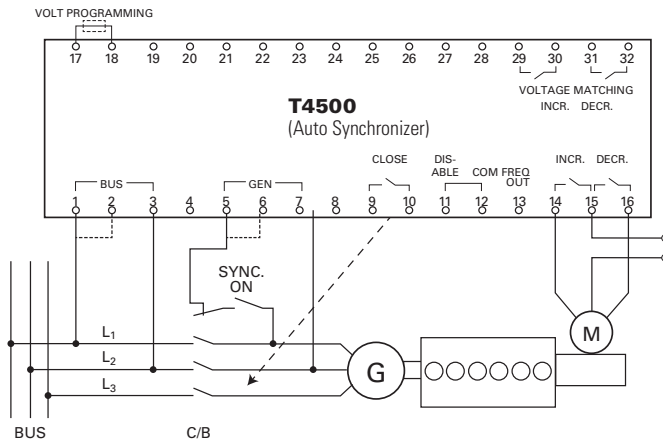 VOLT PROGRAMMING
17 18 19 20 21 22 23 24 25 26 27 28 29 30 31 32
VOLTAGE MATCHING
INCR. DECR.
T4500
(Auto Synchronizer)
BUS
GEN
CLOSE
DIS-
ABLE
COM FREQ
OUT
INCR. DECR.
1 2 3 4 5 6 7 8 9 10 11 12 13 14 15 16
SYNC.
ON
M
L1
L2
L3
G
BUS
C/B